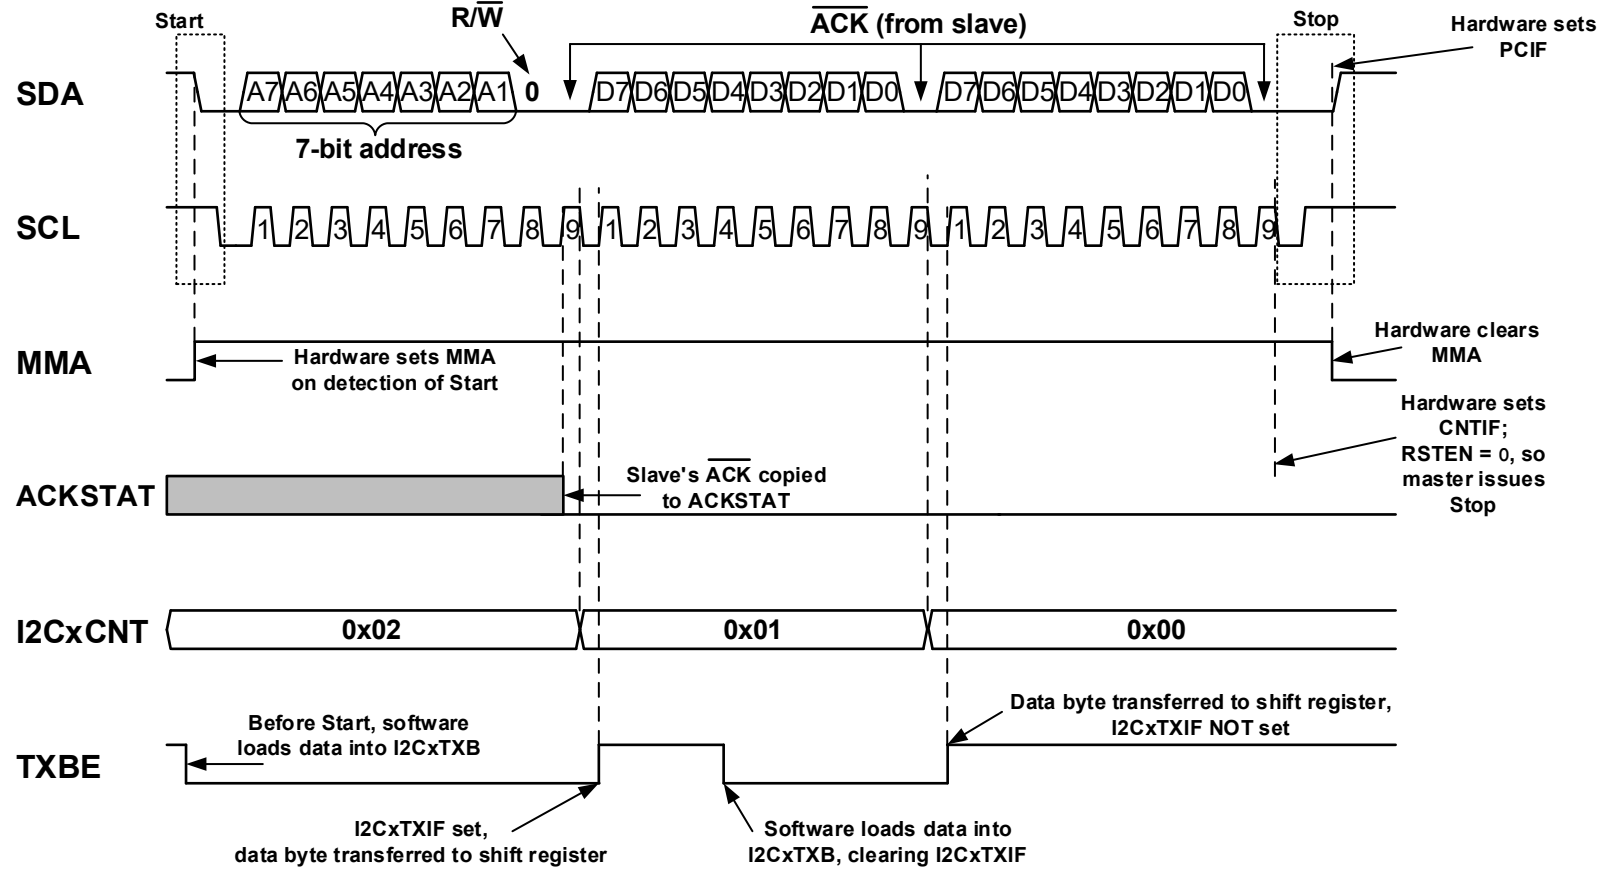 Start
R/W
ACK (from slave)
Stop
Hardware sets
PCIF
SDA
A7 A6 A5 A4 A3 A2 A1 0 D7 D6 D5 D4 D3 D2 D1 D0 D7 D6 D5 D4 D3 D2 D1 D0
7-bit address
SCL
1 2 3 4 5 6 7 8 9 1 2 3 4 5 6 7 8 9 1 2 3 4 5 6 7 8 9
MMA
Hardware sets MMA
on detection of Start
Hardware clears
MMA
Hardware sets
CNTIF;
RSTEN = 0, so
master issues
Stop
ACKSTAT
Slave's ACK copied
to ACKSTAT
I2CxCNT
0x02 0x01 0x00
TXBE
Before Start, software
loads data into I2CxTXB
Data byte transferred to shift register,
I2CxTXIF NOT set
I2CxTXIF set,
data byte transferred to shift register
Software loads data into
I2CxTXB, clearing I2CxTXIF